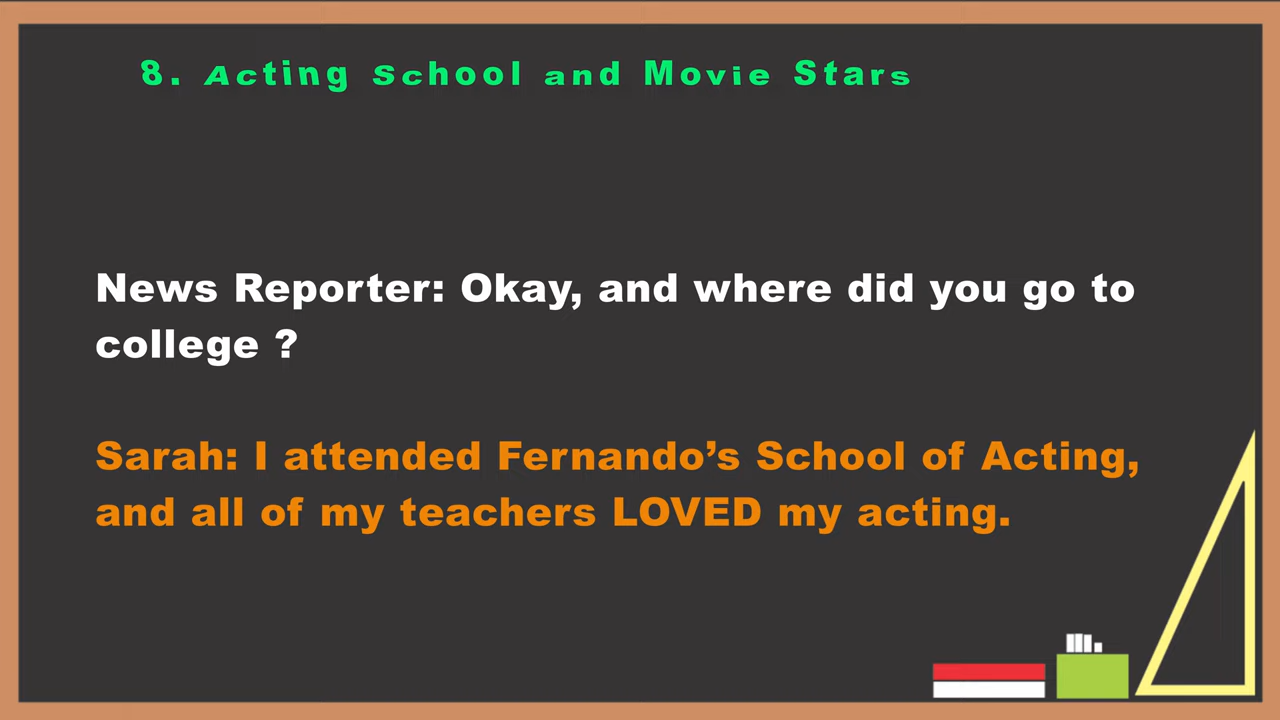 8. Acting School and Movie Stars
News Reporter: Okay, and where did you go to
college ?
Sarah: I attended Fernando’s School of Acting,
and all of my teachers LOVED my acting.